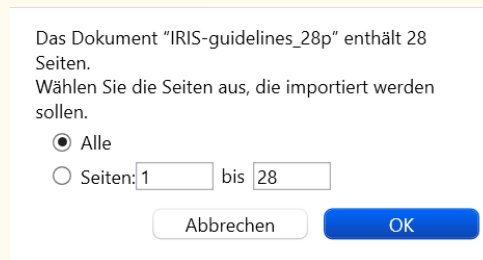 Das Dokument “IRIS-guidelines_28p” enthält 28
Seiten.
Wählen Sie die Seiten aus, die importiert werden
sollen.
Alle
Seiten: 1 bis 28
Abbrechen OK